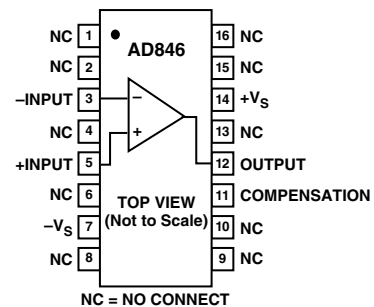 AD846
NC 1
NC 2
–INPUT 3
NC 4
+INPUT 5
NC 6
–VS 7
NC 8
16 NC
15 NC
14 +VS
13 NC
12 OUTPUT
11 COMPENSATION
10 NC
9 NC
–
+
TOP VIEW
(Not to Scale)
NC = NO CONNECT